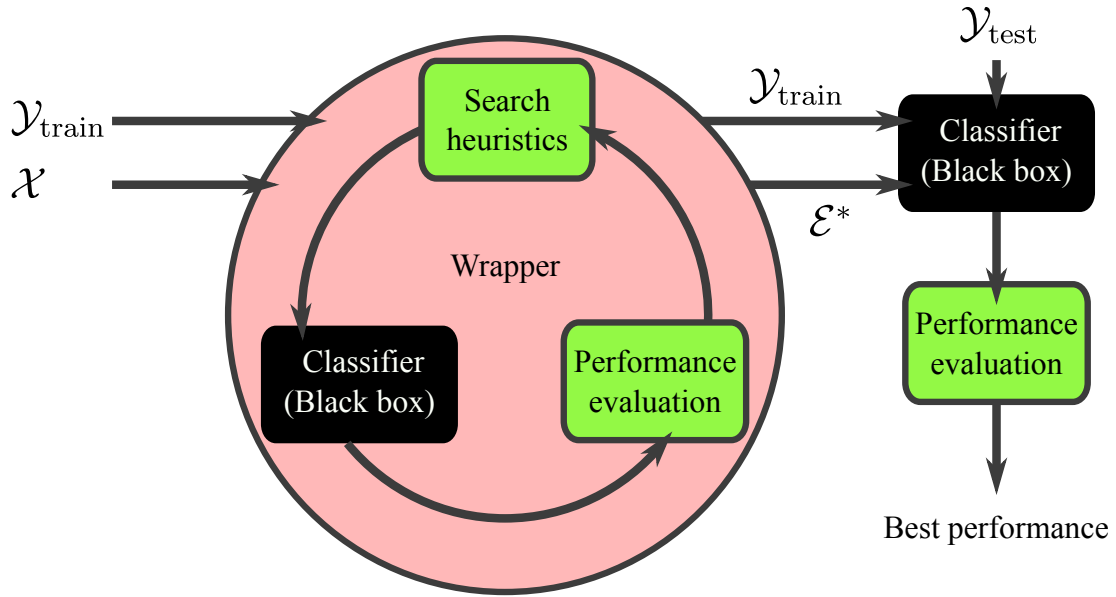 𝒴test
𝒴train
𝒳
Search
heuristics
𝒴train
Classifier
(Black box)
ℰ*
Wrapper
Classifier
(Black box)
Performance
evaluation
Performance
evaluation
Best performance